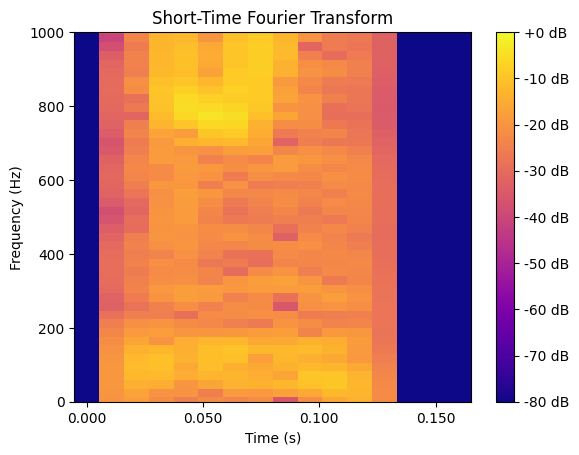 Short-Time Fourier Transform
1000
800
600
400
200
0
Frequency (Hz)
0.000
0.050
0.100
0.150
Time (s)
+0 dB
-10 dB
-20 dB
-30 dB
-40 dB
-50 dB
-60 dB
-70 dB
-80 dB